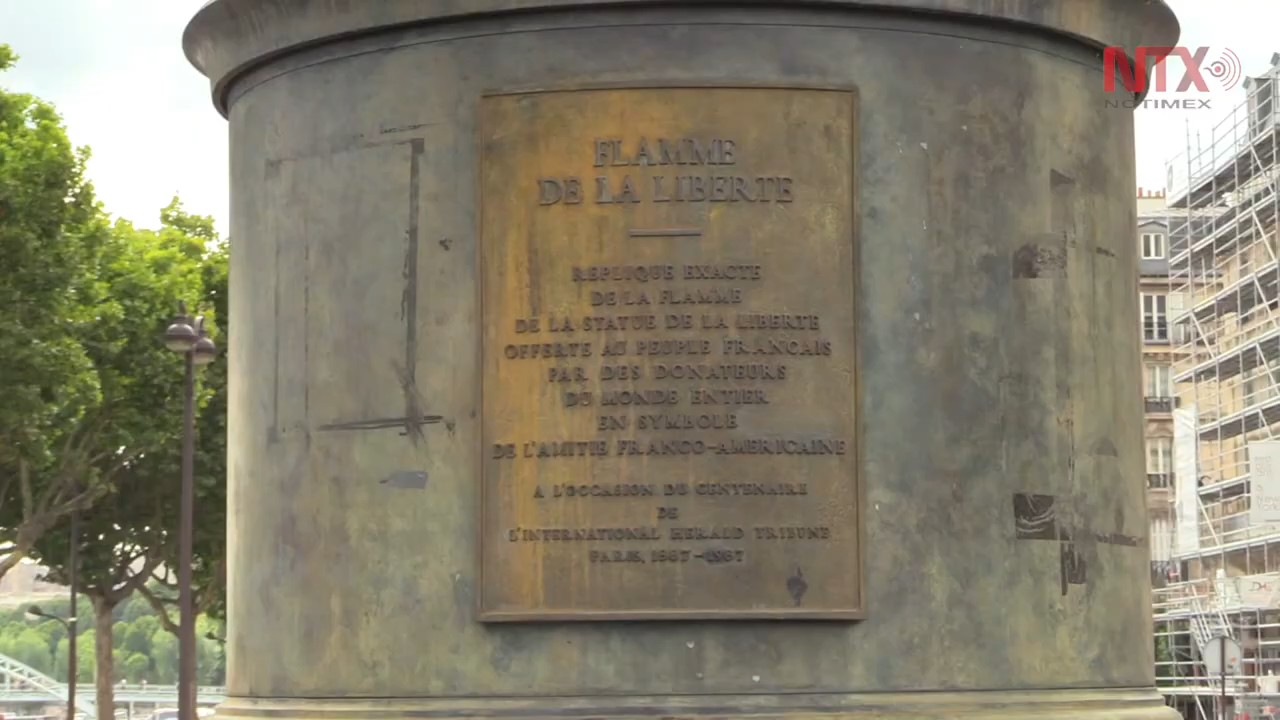 FLAMME
DE LA LIBERTE
REPLIQUE EXACTE
DE LA FLAMME
DE LA STATUE DE LA LIBERTE
OFFERTE AU PEUPLE FRANCAIS
PAR DES DONATEURS
DU MONDE ENTIER
EN SYMBOLE
DE L'AMITIE FRANCO-AMERICAINE
A L'OCCASION DU CENTENAIRE
DE
L'INTERNATIONAL HERALD TRIBUNE
PARIS, 1887-1987
NTX
NOTIMEX